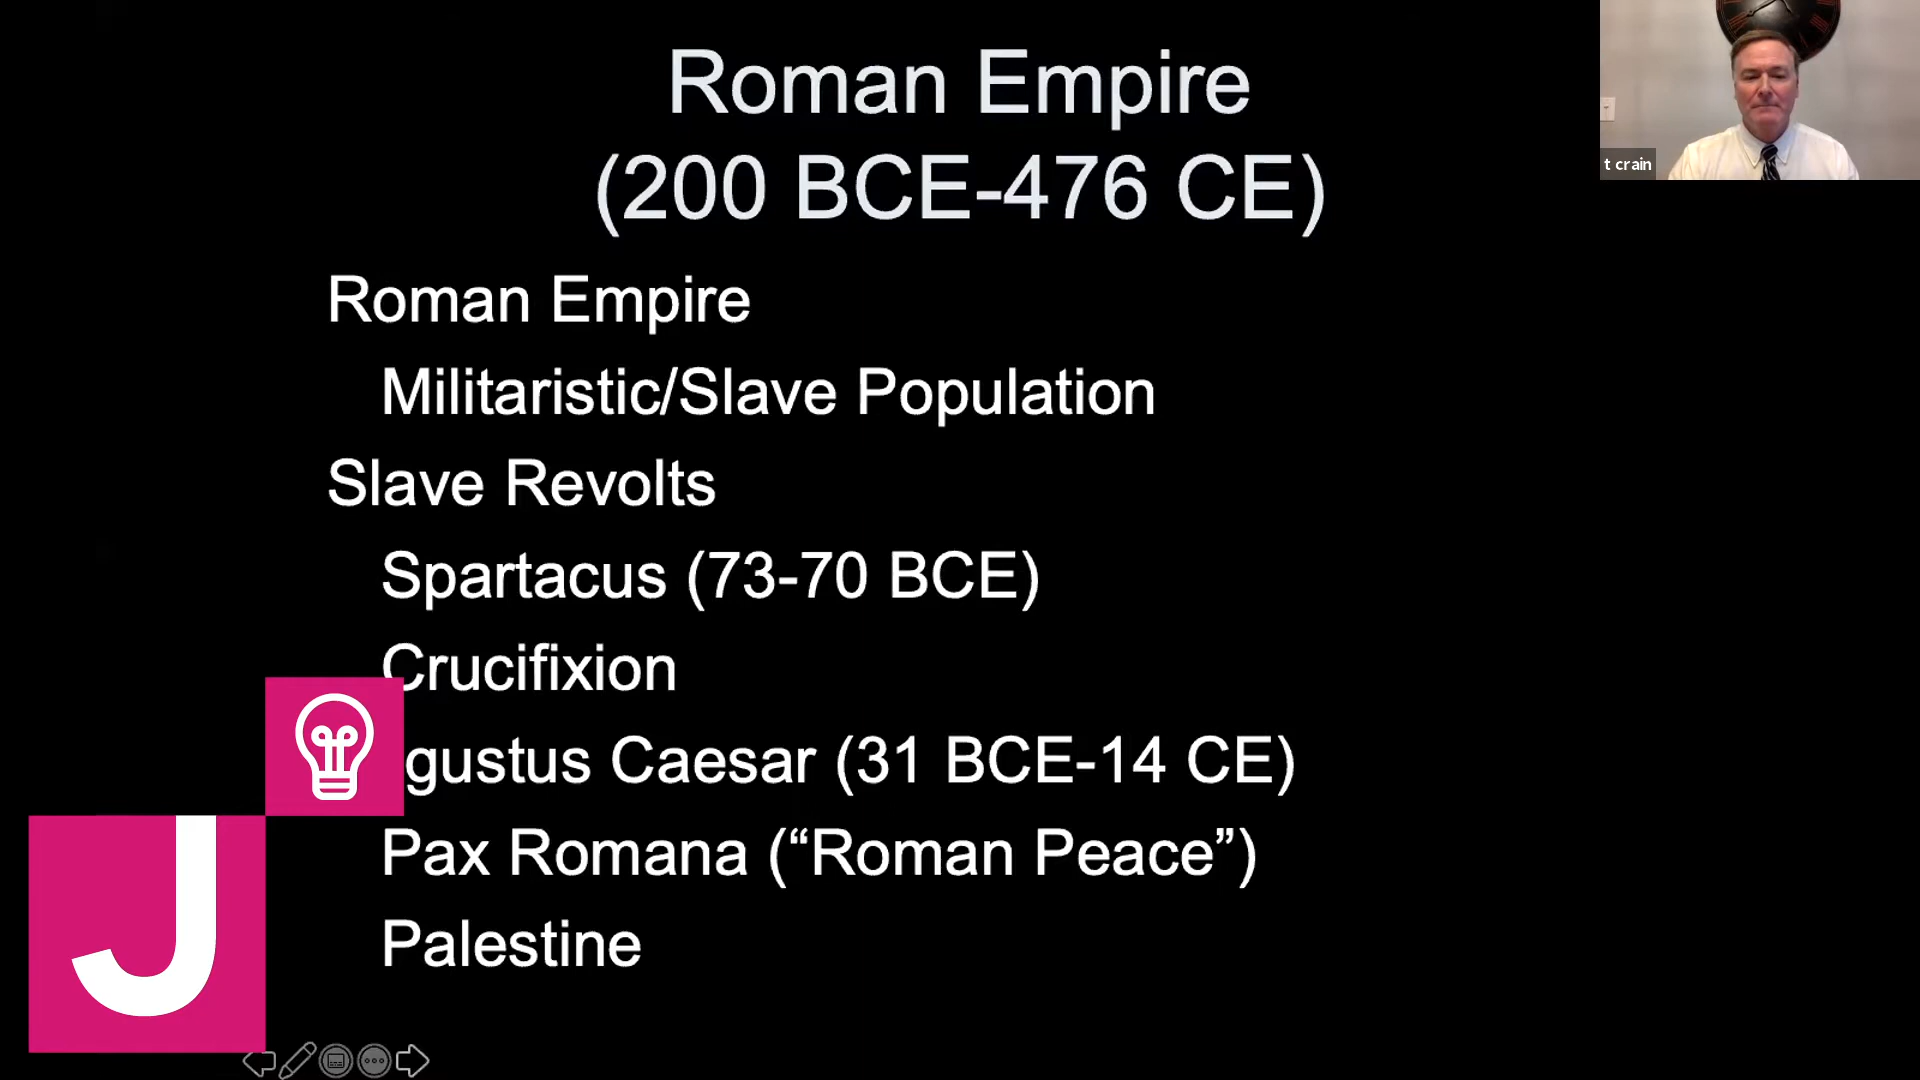 Roman Empire
(200 BCE-476 CE)
t crain
Roman Empire
Militaristic/Slave Population
Slave Revolts
Spartacus (73-70 BCE)
Crucifixion
gustus Caesar (31 BCE-14 CE)
Pax Romana (“Roman Peace”)
Palestine
J